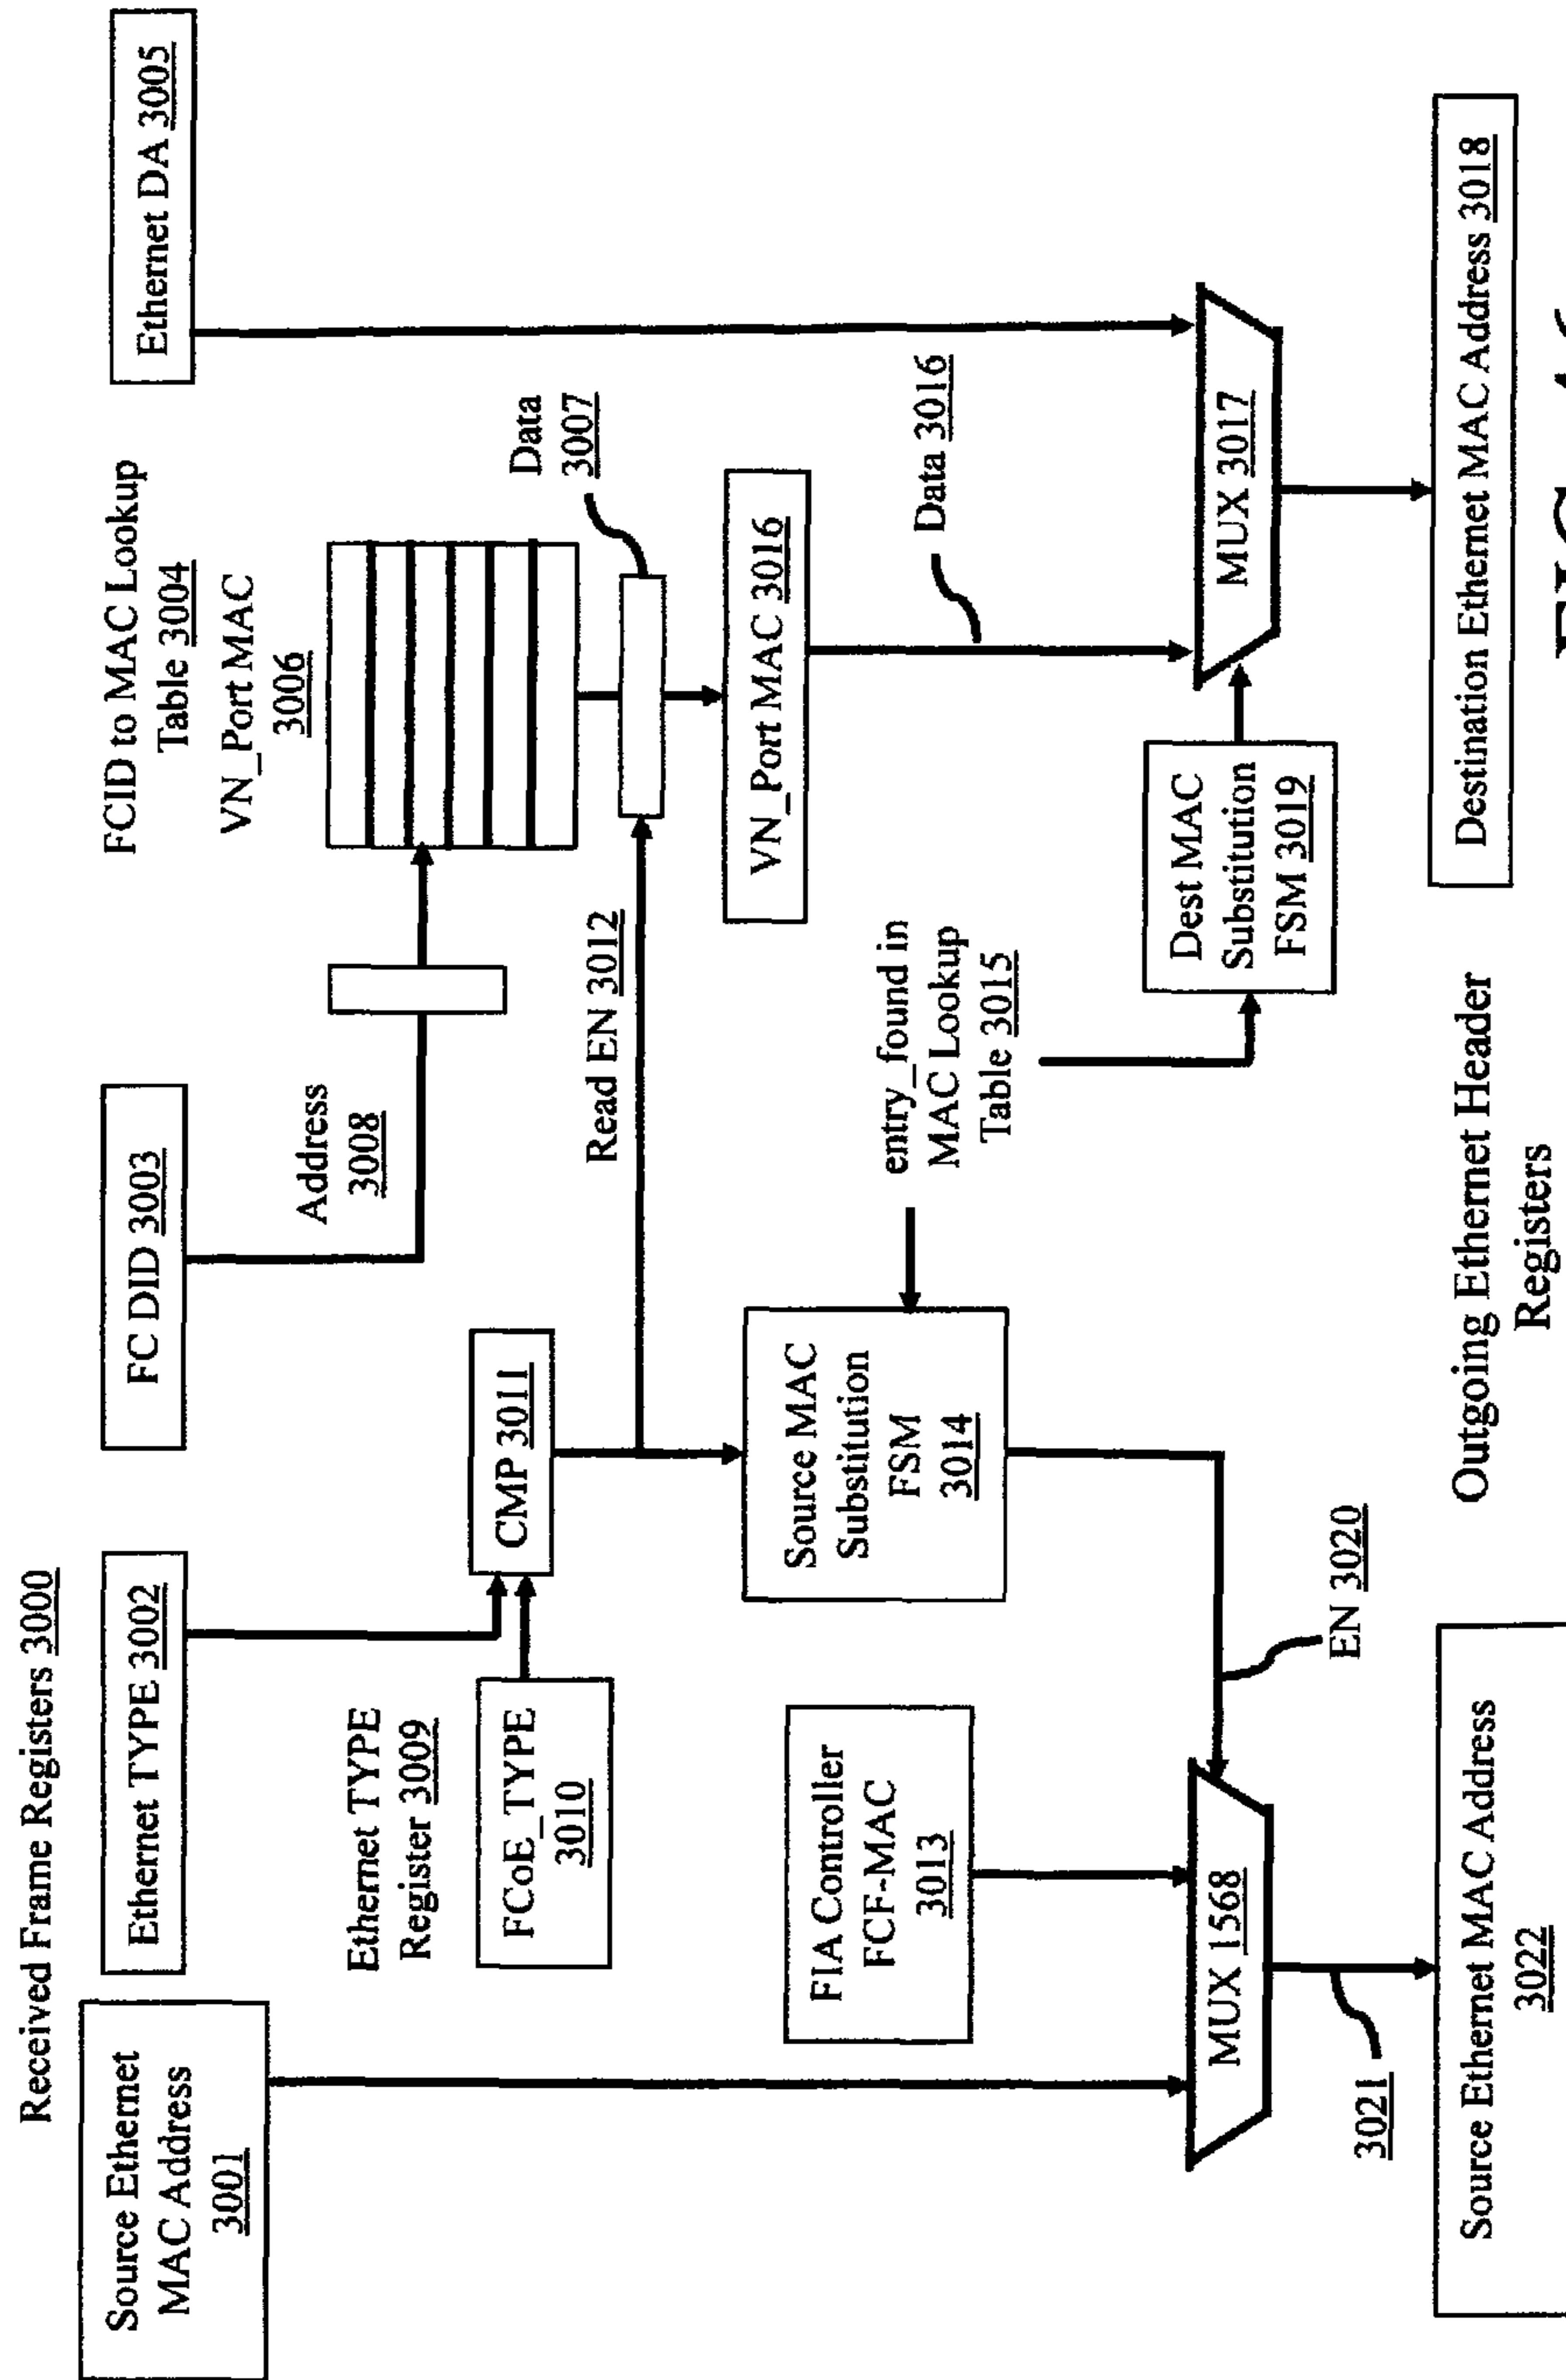 Received Frame Registers 3000
Source Ethernet
MAC Address
3001
Ethernet TYPE 3002
FC DID 3003
Ethernet DA 3005
FCID to MAC Lookup
Table 3004
VN_Port MAC
3006
Address
3008
Data
3007
Ethernet TYPE
Register 3009
FCoE_TYPE
3010
CMP 3011
Read EN 3012
VN_Port MAC 3016
FIA Controller
FCF-MAC
3013
Source MAC
Substitution
FSM
3014
entry_found in
MAC Lookup
Table 3015
Data 3016
Dest MAC
Substitution
FSM 3019
MUX 1568
MUX 3017
EN 3020
3021
Outgoing Ethernet Header
Registers
Source Ethernet MAC Address
3022
Destination Ethernet MAC Address 3018